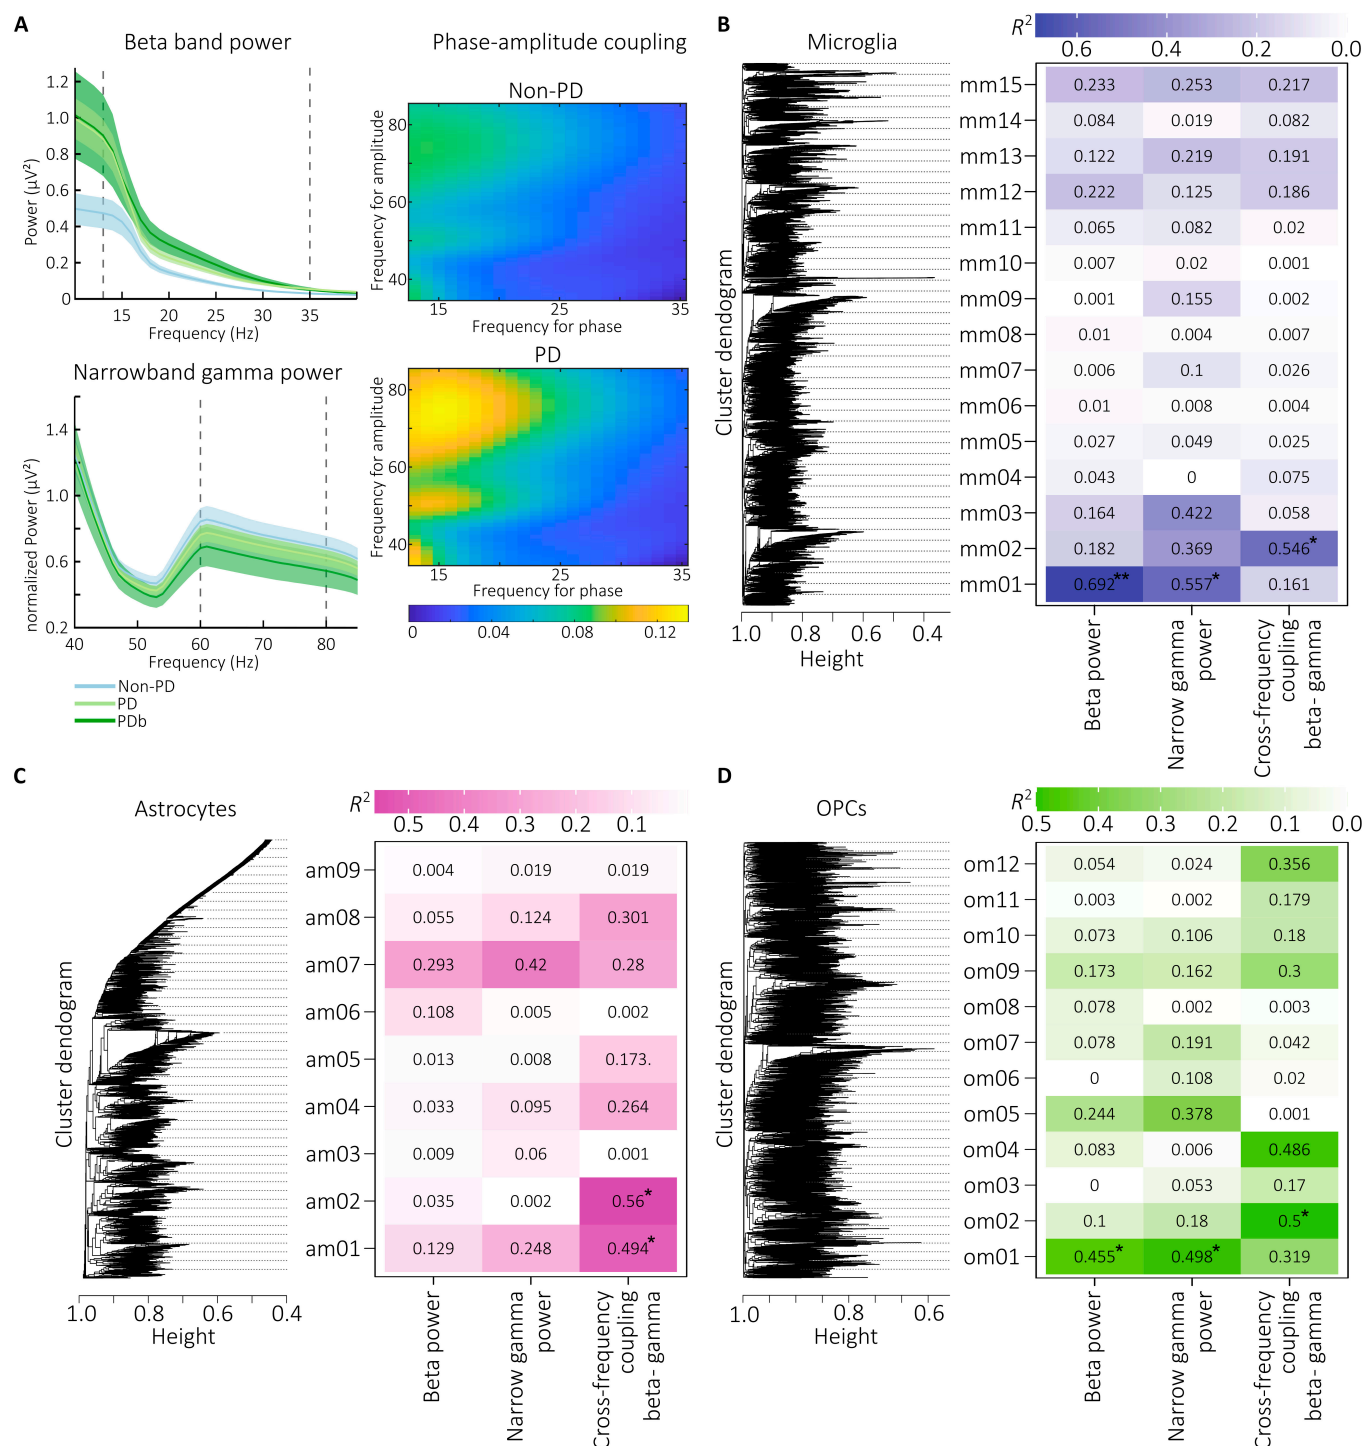 A
Beta band power
Power (µV²)
1.2
1.0
0.8
0.6
0.4
0.2
0
15
20
25
30
35
Frequency (Hz)
Phase-amplitude coupling
Non-PD
Frequency for amplitude
80
60
40
15
25
35
Frequency for phase
Narrowband gamma power
normalized Power (µV²)
1.4
1.0
0.6
0.2
40
50
60
70
80
Frequency (Hz)
Non-PD
PD
PDb
PD
Frequency for amplitude
80
60
40
15
25
35
Frequency for phase
0
0.04
0.08
0.12
B
Microglia
R²
0.6
0.4
0.2
0.0
Cluster dendogram
1.0
0.8
0.6
0.4
Height
mm15 0.233 0.253 0.217
mm14 0.084 0.019 0.082
mm13 0.122 0.219 0.191
mm12 0.222 0.125 0.186
mm11 0.065 0.082 0.02
mm10 0.007 0.02 0.001
mm09 0.001 0.155 0.002
mm08 0.01 0.004 0.007
mm07 0.006 0.1 0.026
mm06 0.01 0.008 0.004
mm05 0.027 0.049 0.025
mm04 0.043 0 0.075
mm03 0.164 0.422 0.058
mm02 0.182 0.369 0.546*
mm01 0.692** 0.557* 0.161
Beta power
Narrow gamma
power
Cross-frequency
coupling
beta- gamma
C
Astrocytes
R²
0.5
0.4
0.3
0.2
0.1
Cluster dendogram
1.0
0.8
0.6
0.4
Height
am09 0.004 0.019 0.019
am08 0.055 0.124 0.301
am07 0.293 0.42 0.28
am06 0.108 0.005 0.002
am05 0.013 0.008 0.173.
am04 0.033 0.095 0.264
am03 0.009 0.06 0.001
am02 0.035 0.002 0.56*
am01 0.129 0.248 0.494*
Beta power
Narrow gamma
power
Cross-frequency
coupling
beta- gamma
D
OPCs
R²
0.5
0.4
0.3
0.2
0.1
0.0
Cluster dendogram
1.0
0.8
0.6
Height
om12 0.054 0.024 0.356
om11 0.003 0.002 0.179
om10 0.073 0.106 0.18
om09 0.173 0.162 0.3
om08 0.078 0.002 0.003
om07 0.078 0.191 0.042
om06 0 0.108 0.02
om05 0.244 0.378 0.001
om04 0.083 0.006 0.486
om03 0 0.053 0.17
om02 0.1 0.18 0.5*
om01 0.455* 0.498* 0.319
Beta power
Narrow gamma
power
Cross-frequency
coupling
beta- gamma